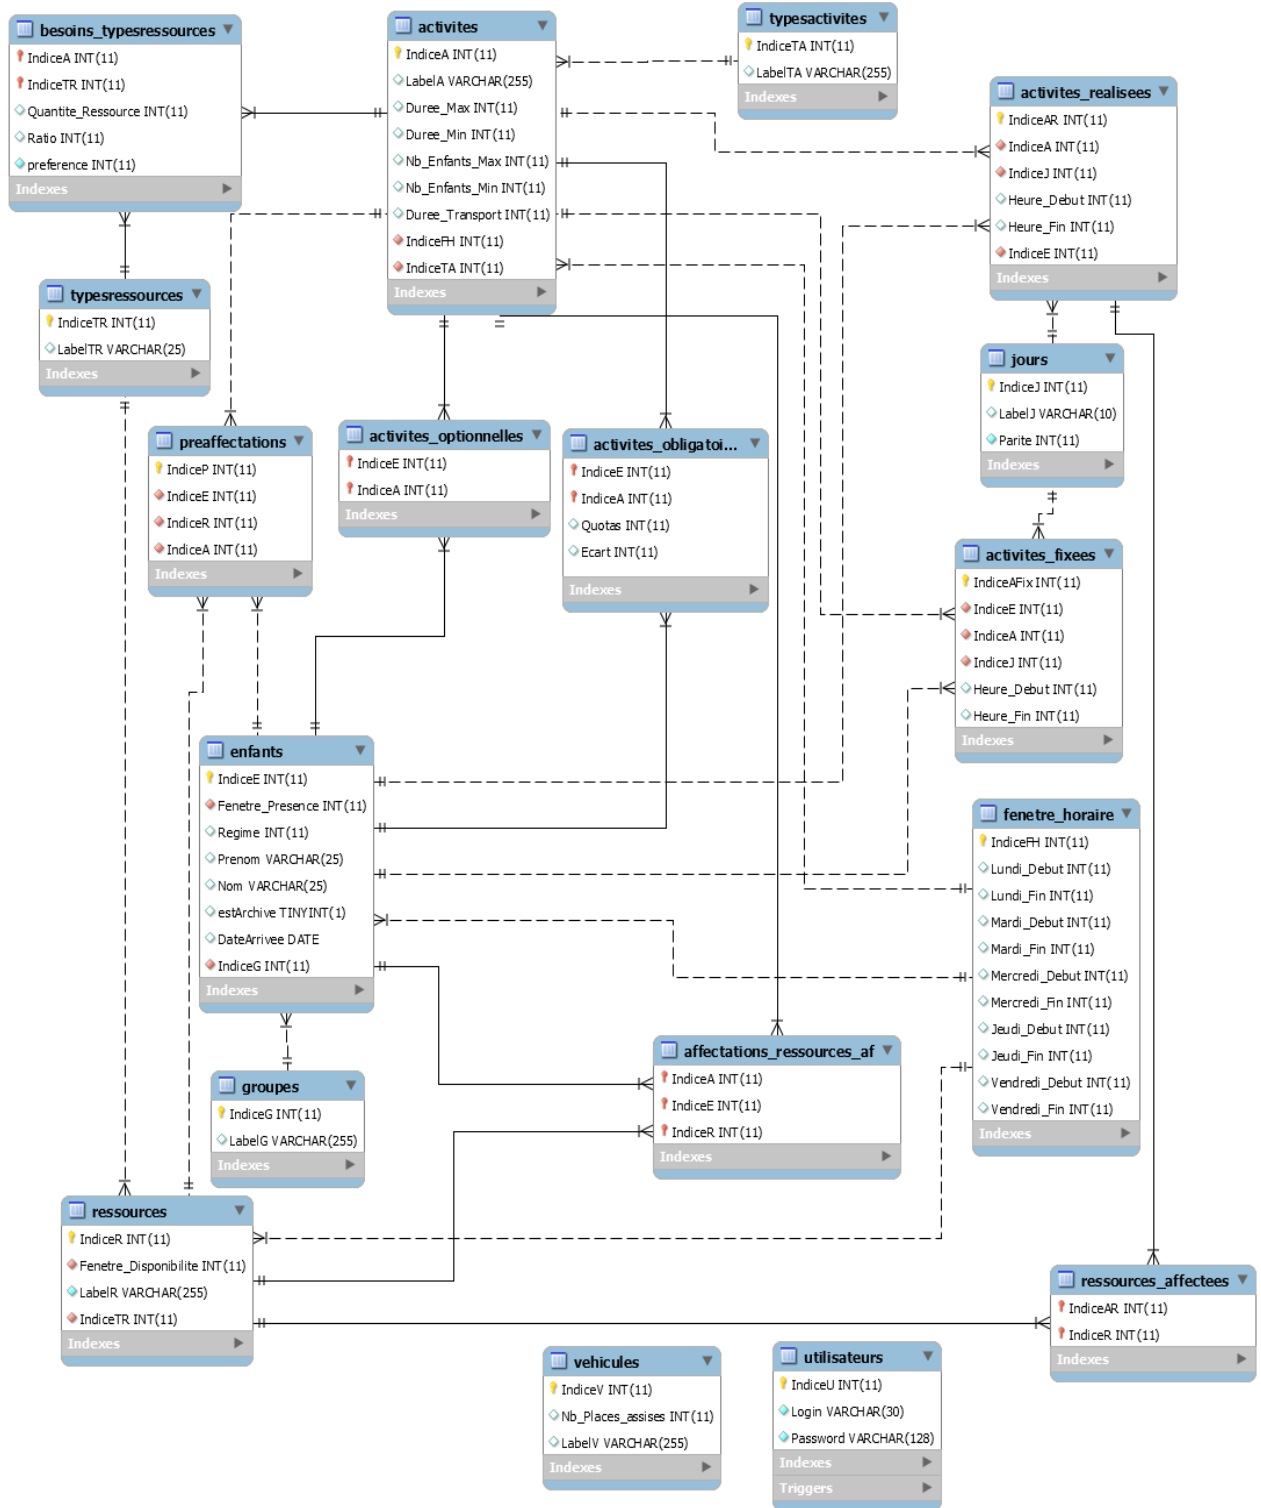 besoins_typesressources
IndiceA INT(11)
IndiceTR INT(11)
Quantite_Ressource INT(11)
Ratio INT(11)
preference INT(11)
Indexes
activites
IndiceA INT(11)
LabelA VARCHAR(255)
Duree_Max INT(11)
Duree_Min INT(11)
Nb_Enfants_Max INT(11)
Nb_Enfants_Min INT(11)
Duree_Transport INT(11)
IndiceFH INT(11)
IndiceTA INT(11)
Indexes
typesactivites
IndiceTA INT(11)
LabelTA VARCHAR(255)
Indexes
activites_realisees
IndiceAR INT(11)
IndiceA INT(11)
IndiceJ INT(11)
Heure_Debut INT(11)
Heure_Fin INT(11)
IndiceE INT(11)
Indexes
typesressources
IndiceTR INT(11)
LabelTR VARCHAR(25)
Indexes
jours
IndiceJ INT(11)
LabelJ VARCHAR(10)
Parite INT(11)
Indexes
preaffectations
IndiceP INT(11)
IndiceE INT(11)
IndiceR INT(11)
IndiceA INT(11)
Indexes
activites_optionnelles
IndiceE INT(11)
IndiceA INT(11)
Indexes
activites_obligatoi...
IndiceE INT(11)
IndiceA INT(11)
Quotas INT(11)
Ecart INT(11)
Indexes
activites_fixees
IndiceAFix INT(11)
IndiceE INT(11)
IndiceA INT(11)
IndiceJ INT(11)
Heure_Debut INT(11)
Heure_Fin INT(11)
Indexes
enfants
IndiceE INT(11)
Fenetre_Presence INT(11)
Regime INT(11)
Prenom VARCHAR(25)
Nom VARCHAR(25)
estArchive TINYINT(1)
DateArrivee DATE
IndiceG INT(11)
Indexes
fenetre_horaire
IndiceFH INT(11)
Lundi_Debut INT(11)
Lundi_Fin INT(11)
Mardi_Debut INT(11)
Mardi_Fin INT(11)
Mercredi_Debut INT(11)
Mercredi_Fin INT(11)
Jeudi_Debut INT(11)
Jeudi_Fin INT(11)
Vendredi_Debut INT(11)
Vendredi_Fin INT(11)
Indexes
groupes
IndiceG INT(11)
LabelG VARCHAR(255)
Indexes
affectations_ressources_af
IndiceA INT(11)
IndiceE INT(11)
IndiceR INT(11)
Indexes
ressources
IndiceR INT(11)
Fenetre_Disponibilite INT(11)
LabelR VARCHAR(255)
IndiceTR INT(11)
Indexes
ressources_affectees
IndiceAR INT(11)
IndiceR INT(11)
Indexes
vehicules
IndiceV INT(11)
Nb_Places_assises INT(11)
LabelV VARCHAR(255)
Indexes
utilisateurs
IndiceU INT(11)
Login VARCHAR(30)
Password VARCHAR(128)
Indexes
Triggers